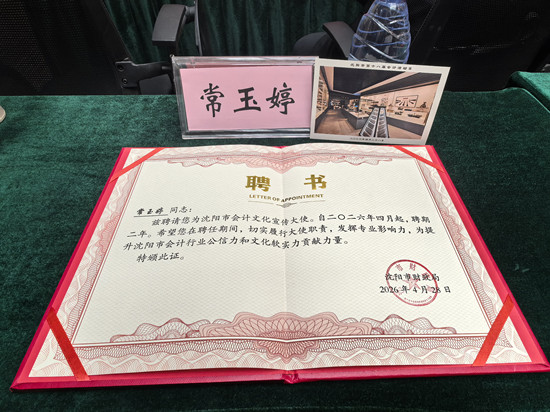 常玉婷
聘 书
LETTER OF APPOINTMENT
常玉婷 同志：
兹聘请您为沈阳市会计文化宣传大使。自二〇二六年四月起，聘期
二年。希望您在聘任期间，切实履行大使职责，发挥专业影响力，为提
升沈阳市会计行业公信力和文化软实力贡献力量。
特颁此证。
沈阳市财政局
2026年4月28日